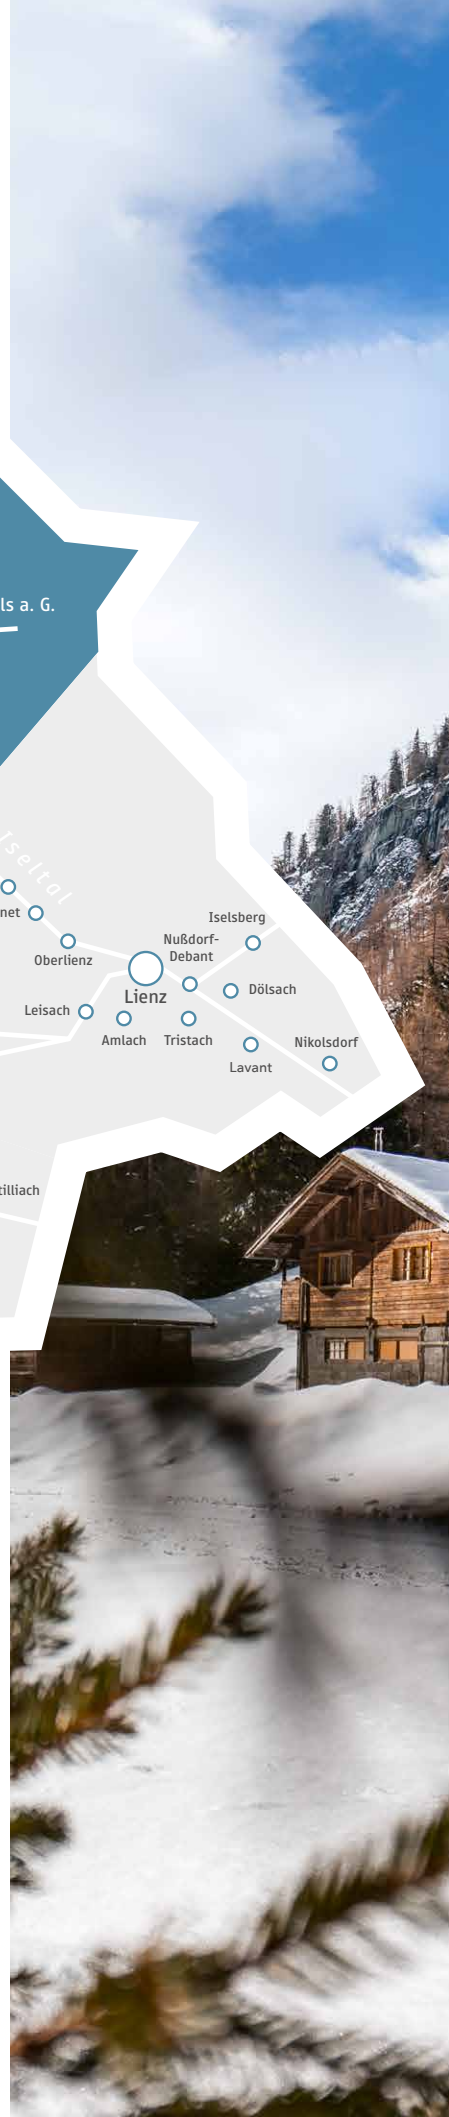 ls a. G.
Iseltal
net
Iselsberg
Nußdorf-
Debant
Oberlienz
Dölsach
Lienz
Leisach
Amlach
Tristach
Nikolsdorf
Lavant
tilliach